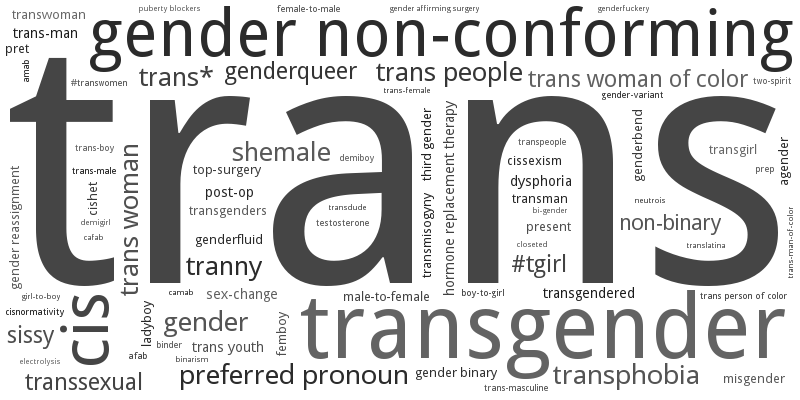 puberty blockers
female-to-male
gender affirming surgery
genderfuckery
transwoman
trans-man
gender non-conforming
pret
amab
#transwomen
trans*
genderqueer
trans people
trans woman of color
two-spirit
trans-female
gender-variant
trans
trans-boy
trans-male
cishet
demigirl
cafab
gender reassignment
trans woman
shemale
demiboy
top-surgery
post-op
transgenders
transdude
testosterone
genderfluid
tranny
third gender
transmisogyny
hormone replacement therapy
transpeople
cissexism
dysphoria
transman
bi-gender
present
closeted
#tgirl
genderbend
transgirl
agender
prep
neutrois
non-binary
translatina
trans-man-of-color
girl-to-boy
cisnormativity
camab
sex-change
male-to-female
boy-to-girl
transgendered
trans person of color
sissy
cis
ladyboy
gender
femboy
transgender
binder
trans youth
afab
binarism
electrolysis
transsexual
preferred pronoun
gender binary
trans-masculine
transphobia
misgender